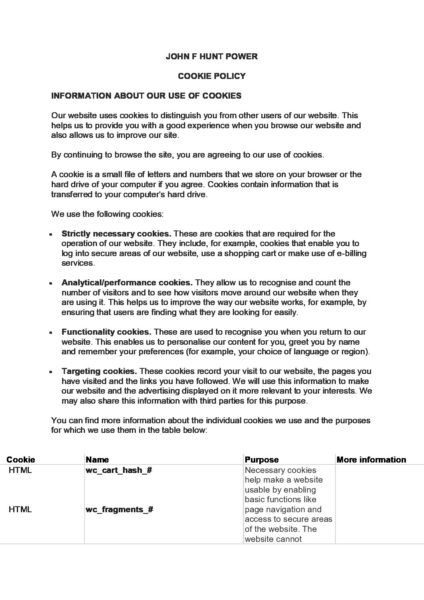 JOHN F HUNT POWER
COOKIE POLICY
INFORMATION ABOUT OUR USE OF COOKIES
Our website uses cookies to distinguish you from other users of our website. This
helps us to provide you with a good experience when you browse our website and
also allows us to improve our site.
By continuing to browse the site, you are agreeing to our use of cookies.
A cookie is a small file of letters and numbers that we store on your browser or the
hard drive of your computer if you agree. Cookies contain information that is
transferred to your computer's hard drive.
We use the following cookies:
• Strictly necessary cookies. These are cookies that are required for the
operation of our website. They include, for example, cookies that enable you to
log into secure areas of our website, use a shopping cart or make use of e-billing
services.
• Analytical/performance cookies. They allow us to recognise and count the
number of visitors and to see how visitors move around our website when they
are using it. This helps us to improve the way our website works, for example, by
ensuring that users are finding what they are looking for easily.
• Functionality cookies. These are used to recognise you when you return to our
website. This enables us to personalise our content for you, greet you by name
and remember your preferences (for example, your choice of language or region).
• Targeting cookies. These cookies record your visit to our website, the pages you
have visited and the links you have followed. We will use this information to make
our website and the advertising displayed on it more relevant to your interests. We
may also share this information with third parties for this purpose.
You can find more information about the individual cookies we use and the purposes
for which we use them in the table below:
Cookie Name Purpose More information
HTML wc_cart_hash_# Necessary cookies
help make a website
usable by enabling
basic functions like
HTML wc_fragments_# page navigation and
access to secure areas
of the website. The
website cannot